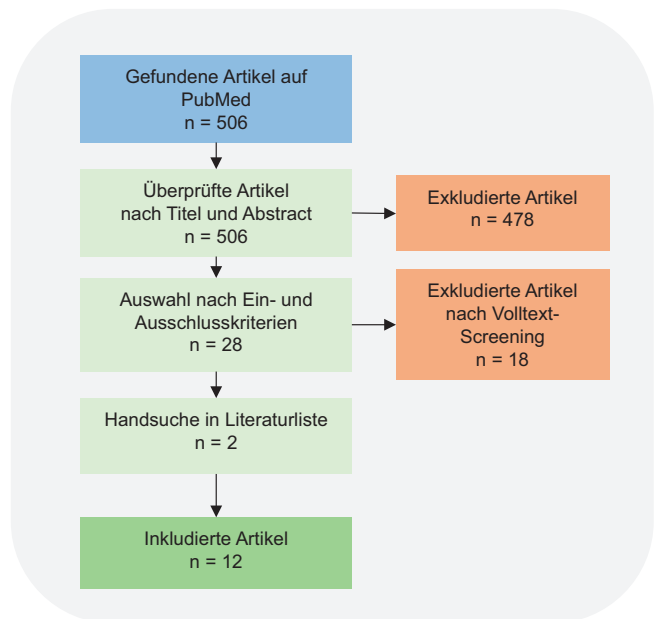 Gefundene Artikel auf
PubMed
n = 506
Überprüfte Artikel
nach Titel und Abstract
n = 506
Exkludierte Artikel
n = 478
Auswahl nach Ein- und
Ausschlusskriterien
n = 28
Exkludierte Artikel
nach Volltext-
Screening
n = 18
Handsuche in Literaturliste
n = 2
Inkludierte Artikel
n = 12